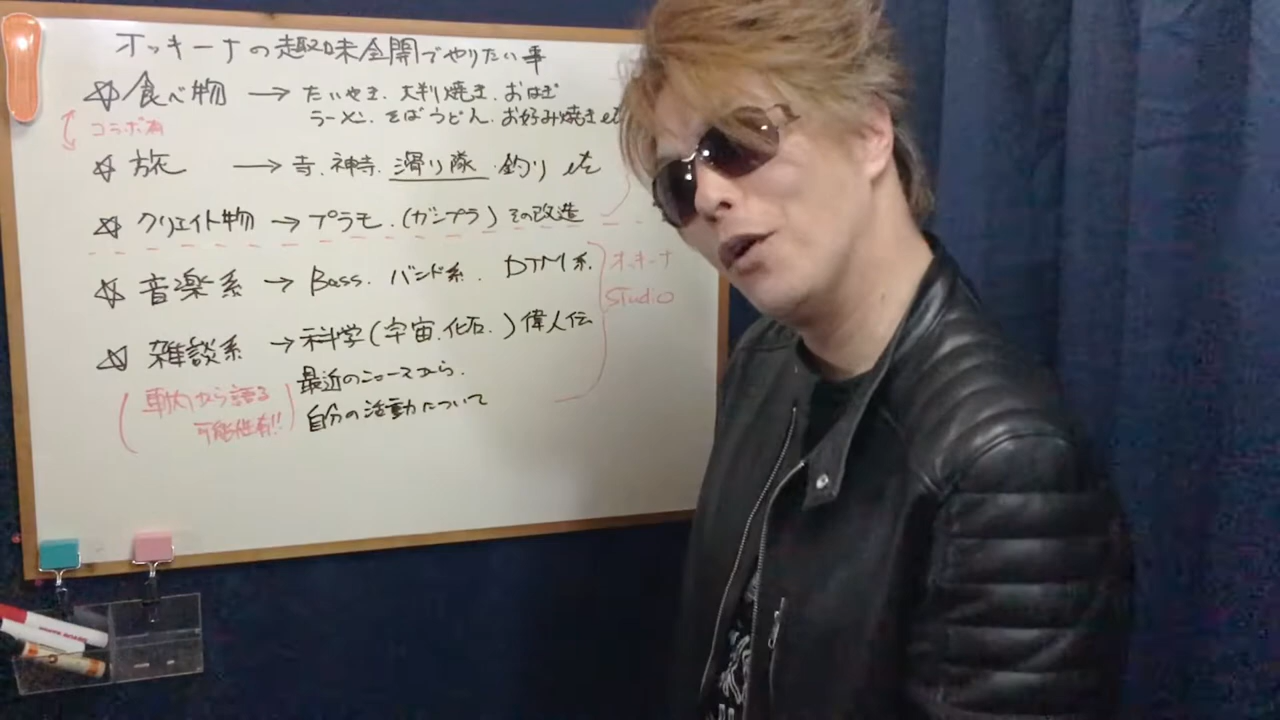 オッキーナの趣味全開でやりたい事
☆食べ物 → たいやき．大判焼き．おはぎ
ラーメン．そばうどん．お好み焼き etc
コラボ有
☆旅 → 寺．神寺．滑り隊．釣り etc
☆クリエイト物 → プラモ．(ガンプラ) その改造
☆音楽系 → Bass．バンド系．DTM系．
オッキーナ
STudio
☆雑談系 → 科学(宇宙．化石．)偉人伝
最近のニュースから．
自分の活動について
(車内から語る
可能性有!!)